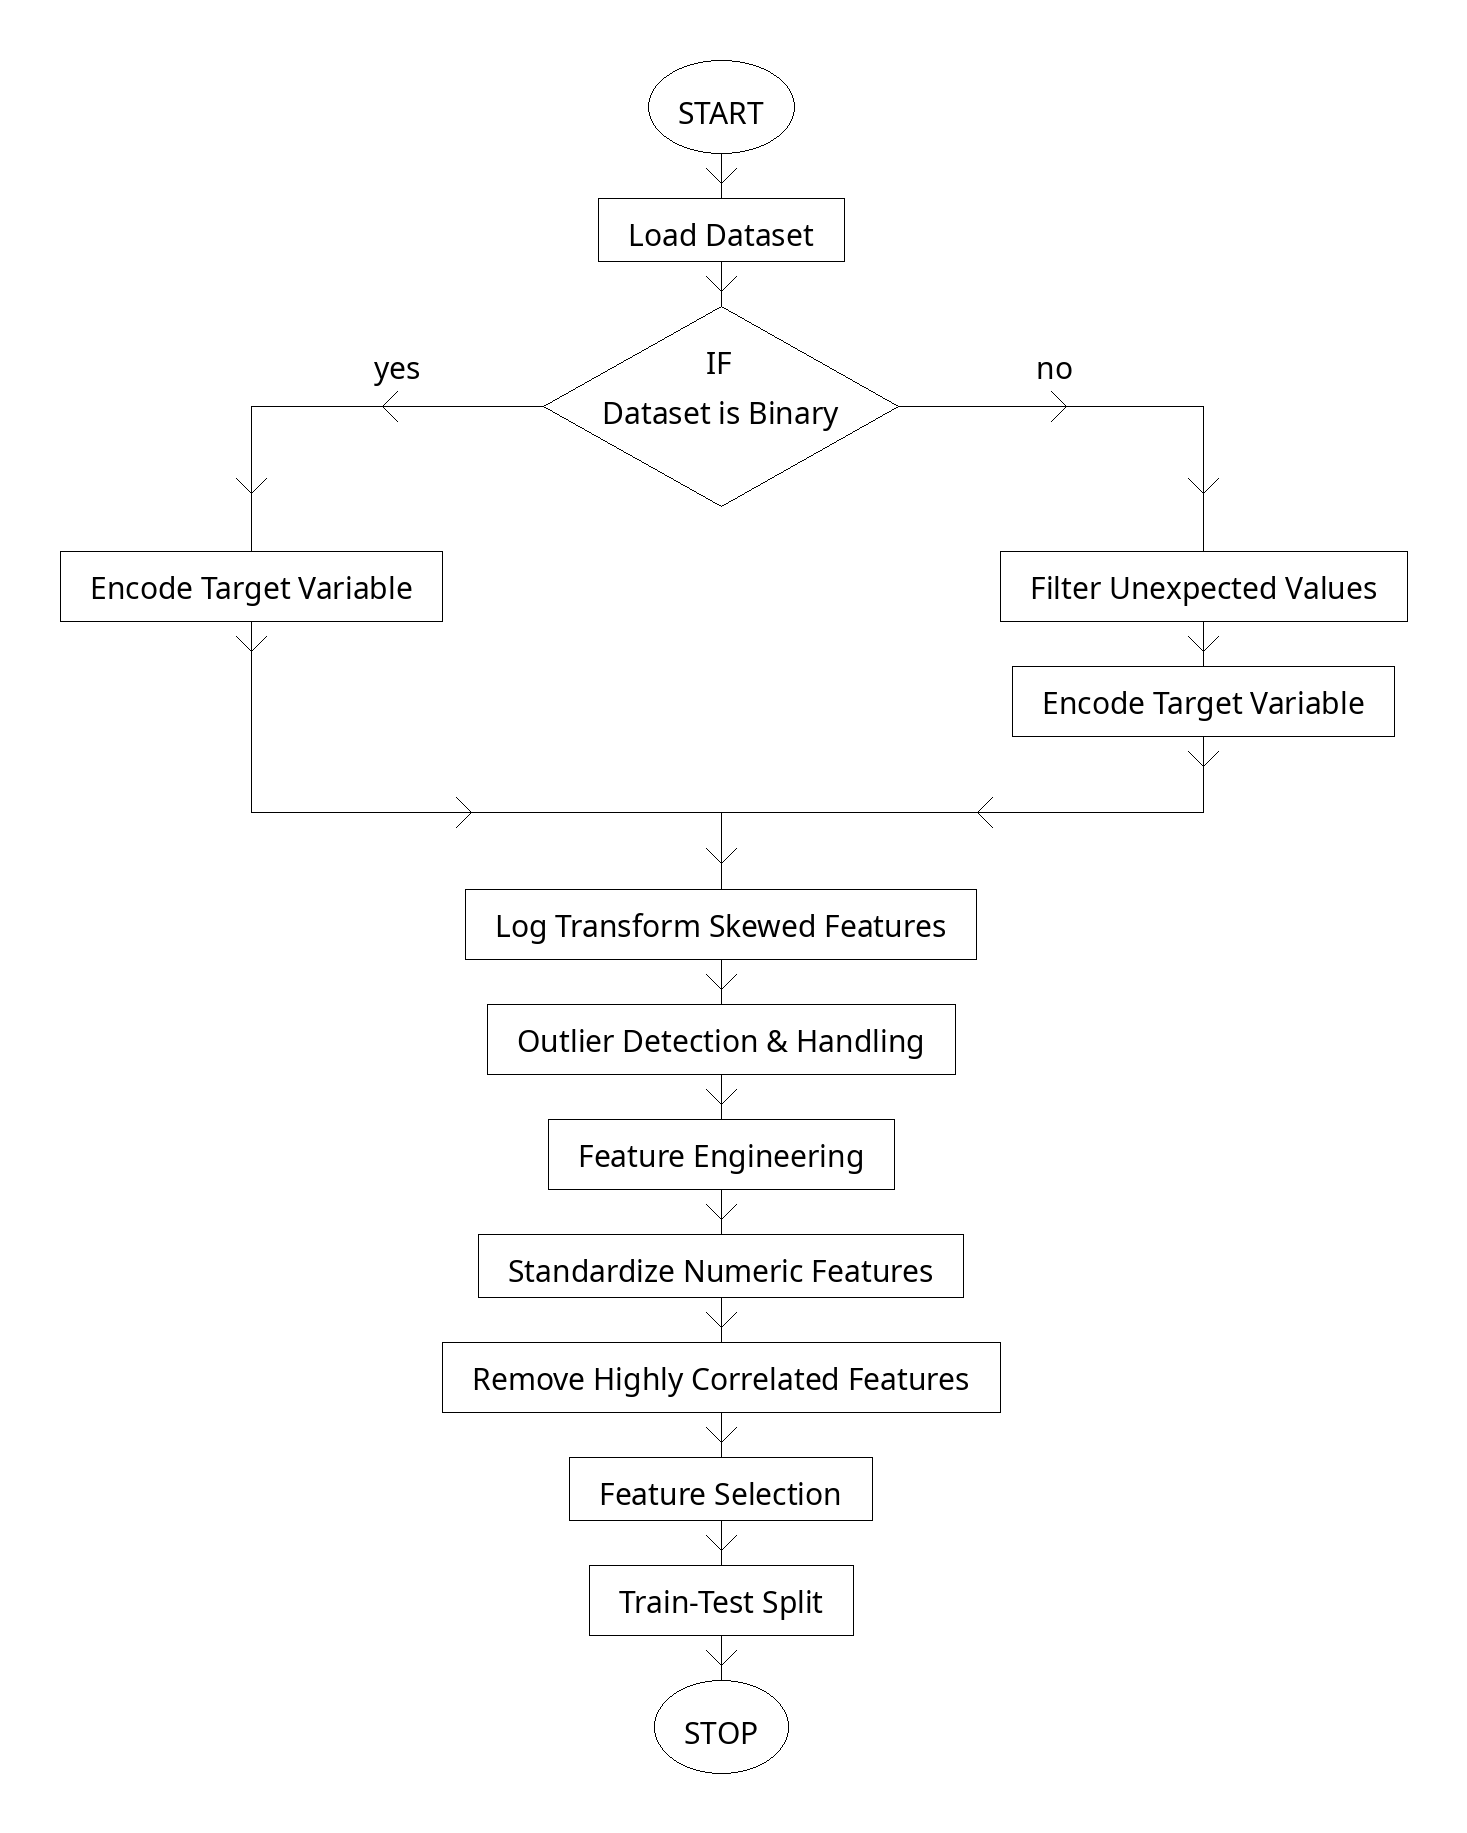 START
Load Dataset
IF
Dataset is Binary
yes
no
Encode Target Variable
Filter Unexpected Values
Encode Target Variable
Log Transform Skewed Features
Outlier Detection & Handling
Feature Engineering
Standardize Numeric Features
Remove Highly Correlated Features
Feature Selection
Train-Test Split
STOP